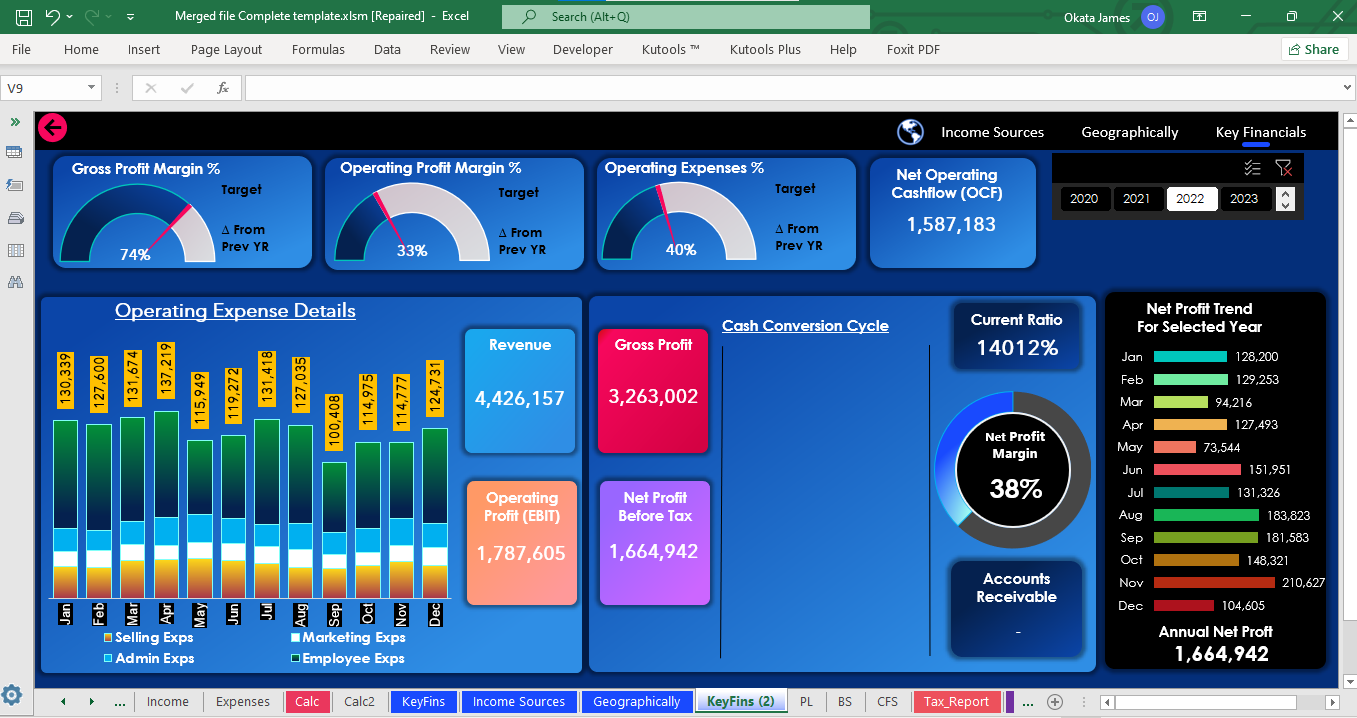 Merged file Complete template.xlsm [Repaired] - Excel
Search (Alt+Q)
Okata James
OJ
File Home Insert Page Layout Formulas Data Review View Developer Kutools ™ Kutools Plus Help Foxit PDF
Share
V9
fx
Income Sources Geographically Key Financials
Gross Profit Margin %
Target
Δ From
Prev YR
74%
Operating Profit Margin %
Target
Δ From
Prev YR
33%
Operating Expenses %
Target
Δ From
Prev YR
40%
Net Operating
Cashflow (OCF)
1,587,183
2020 2021 2022 2023
Operating Expense Details
130,339 127,600 131,674 137,219 115,949 119,272 131,418 127,035 100,408 114,975 114,777 124,731
Jan Feb Mar Apr May Jun Jul Aug Sep Oct Nov Dec
Selling Exps Marketing Exps
Admin Exps Employee Exps
Revenue
4,426,157
Operating
Profit (EBIT)
1,787,605
Gross Profit
3,263,002
Net Profit
Before Tax
1,664,942
Cash Conversion Cycle
Current Ratio
14012%
Net Profit
Margin
38%
Accounts
Receivable
-
Net Profit Trend
For Selected Year
Jan 128,200
Feb 129,253
Mar 94,216
Apr 127,493
May 73,544
Jun 151,951
Jul 131,326
Aug 183,823
Sep 181,583
Oct 148,321
Nov 210,627
Dec 104,605
Annual Net Proft
1,664,942
... Income Expenses Calc Calc2 KeyFins Income Sources Geographically KeyFins (2) PL BS CFS Tax_Report ...